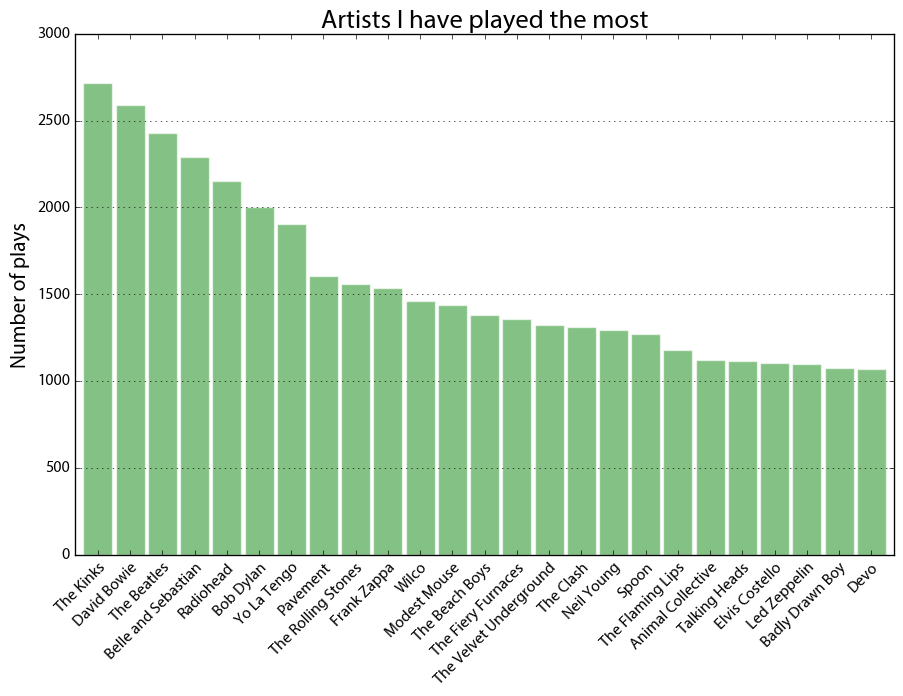 Artists I have played the most
3000
2500
2000
1500
1000
500
0
Number of plays
The Kinks
David Bowie
The Beatles
Belle and Sebastian
Radiohead
Bob Dylan
Yo La Tengo
Pavement
The Rolling Stones
Frank Zappa
Wilco
Modest Mouse
The Beach Boys
The Fiery Furnaces
The Velvet Underground
The Clash
Neil Young
Spoon
The Flaming Lips
Animal Collective
Talking Heads
Elvis Costello
Led Zeppelin
Badly Drawn Boy
Devo